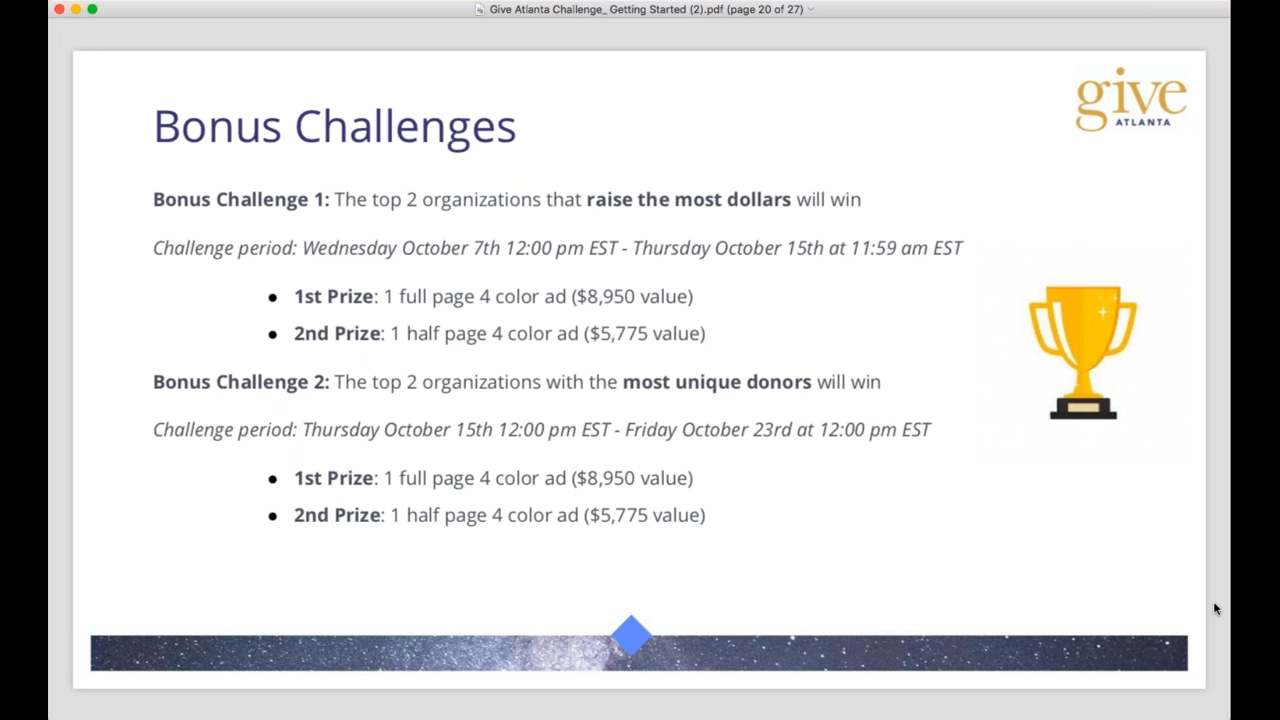 Give Atlanta Challenge_ Getting Started (2).pdf (page 20 of 27)
give
ATLANTA
Bonus Challenges
Bonus Challenge 1: The top 2 organizations that raise the most dollars will win
Challenge period: Wednesday October 7th 12:00 pm EST - Thursday October 15th at 11:59 am EST
● 1st Prize: 1 full page 4 color ad ($8,950 value)
● 2nd Prize: 1 half page 4 color ad ($5,775 value)
Bonus Challenge 2: The top 2 organizations with the most unique donors will win
Challenge period: Thursday October 15th 12:00 pm EST - Friday October 23rd at 12:00 pm EST
● 1st Prize: 1 full page 4 color ad ($8,950 value)
● 2nd Prize: 1 half page 4 color ad ($5,775 value)